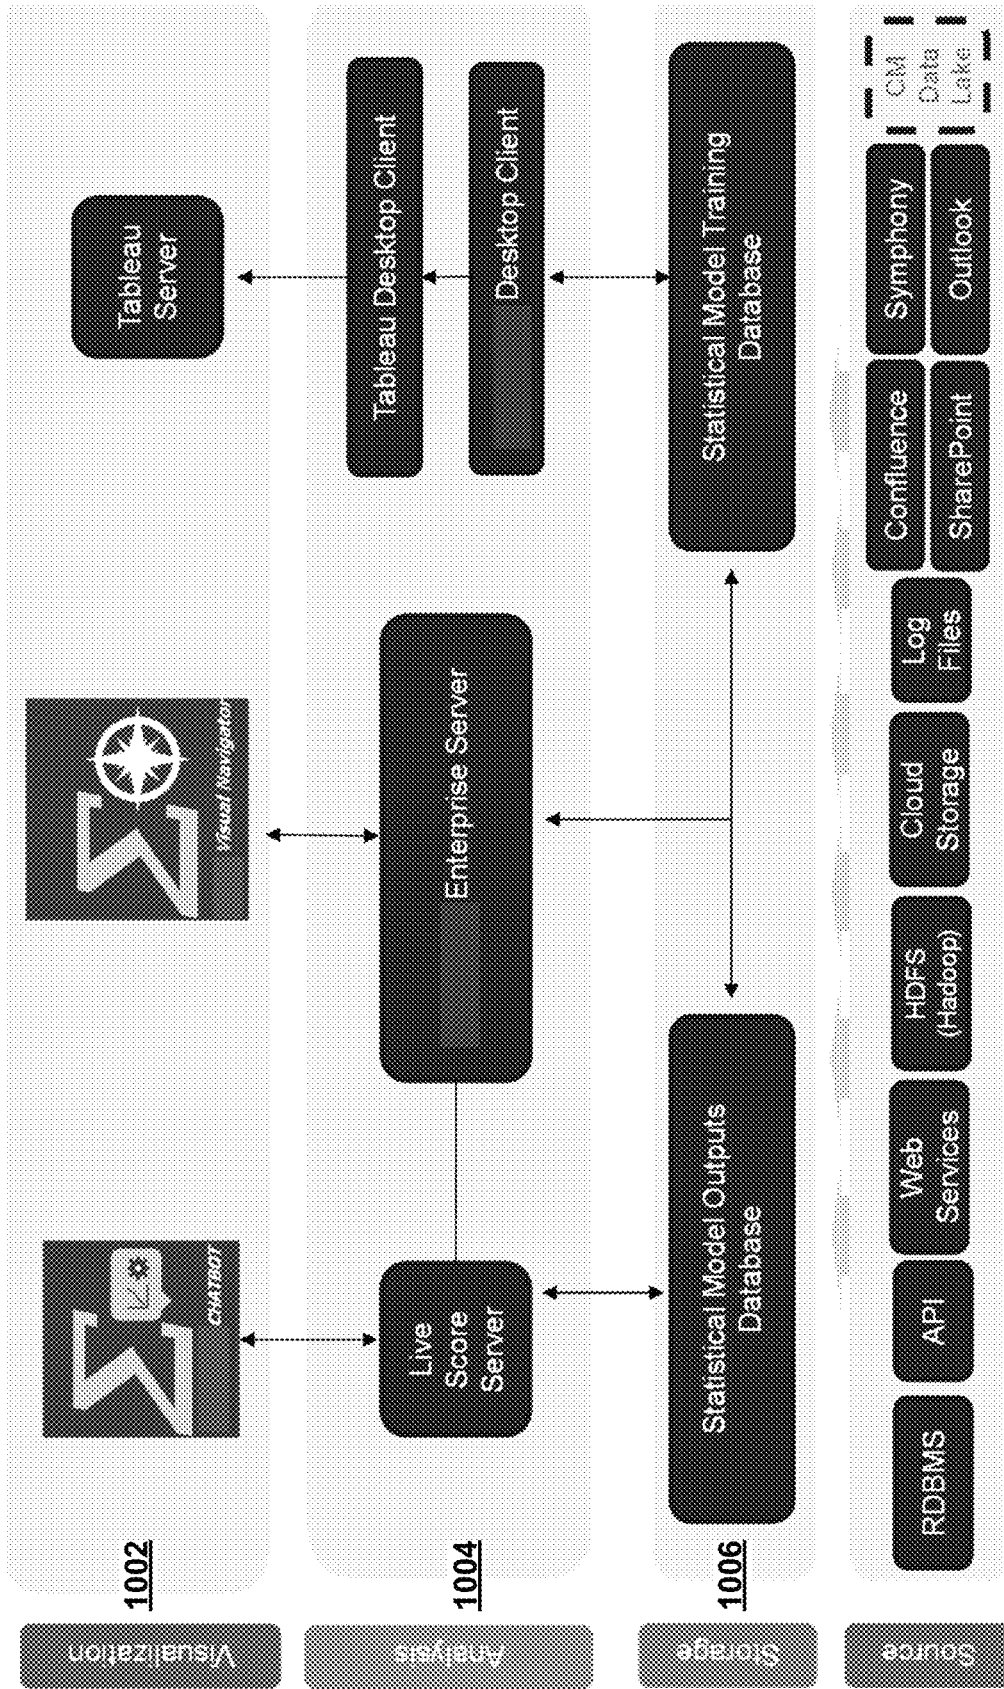 Visualization
1002
CHATBOT
Visual Navigator
Tableau
Server
Analysis
1004
Live
Score
Server
Enterprise Server
Tableau Desktop Client
Desktop Client
Storage
1006
Statistical Model Outputs
Database
Statistical Model Training
Database
Source
RDBMS
API
Web
Services
HDFS
(Hadoop)
Cloud
Storage
Log
Files
Confluence
SharePoint
Symphony
Outlook
CM
Data
Lake